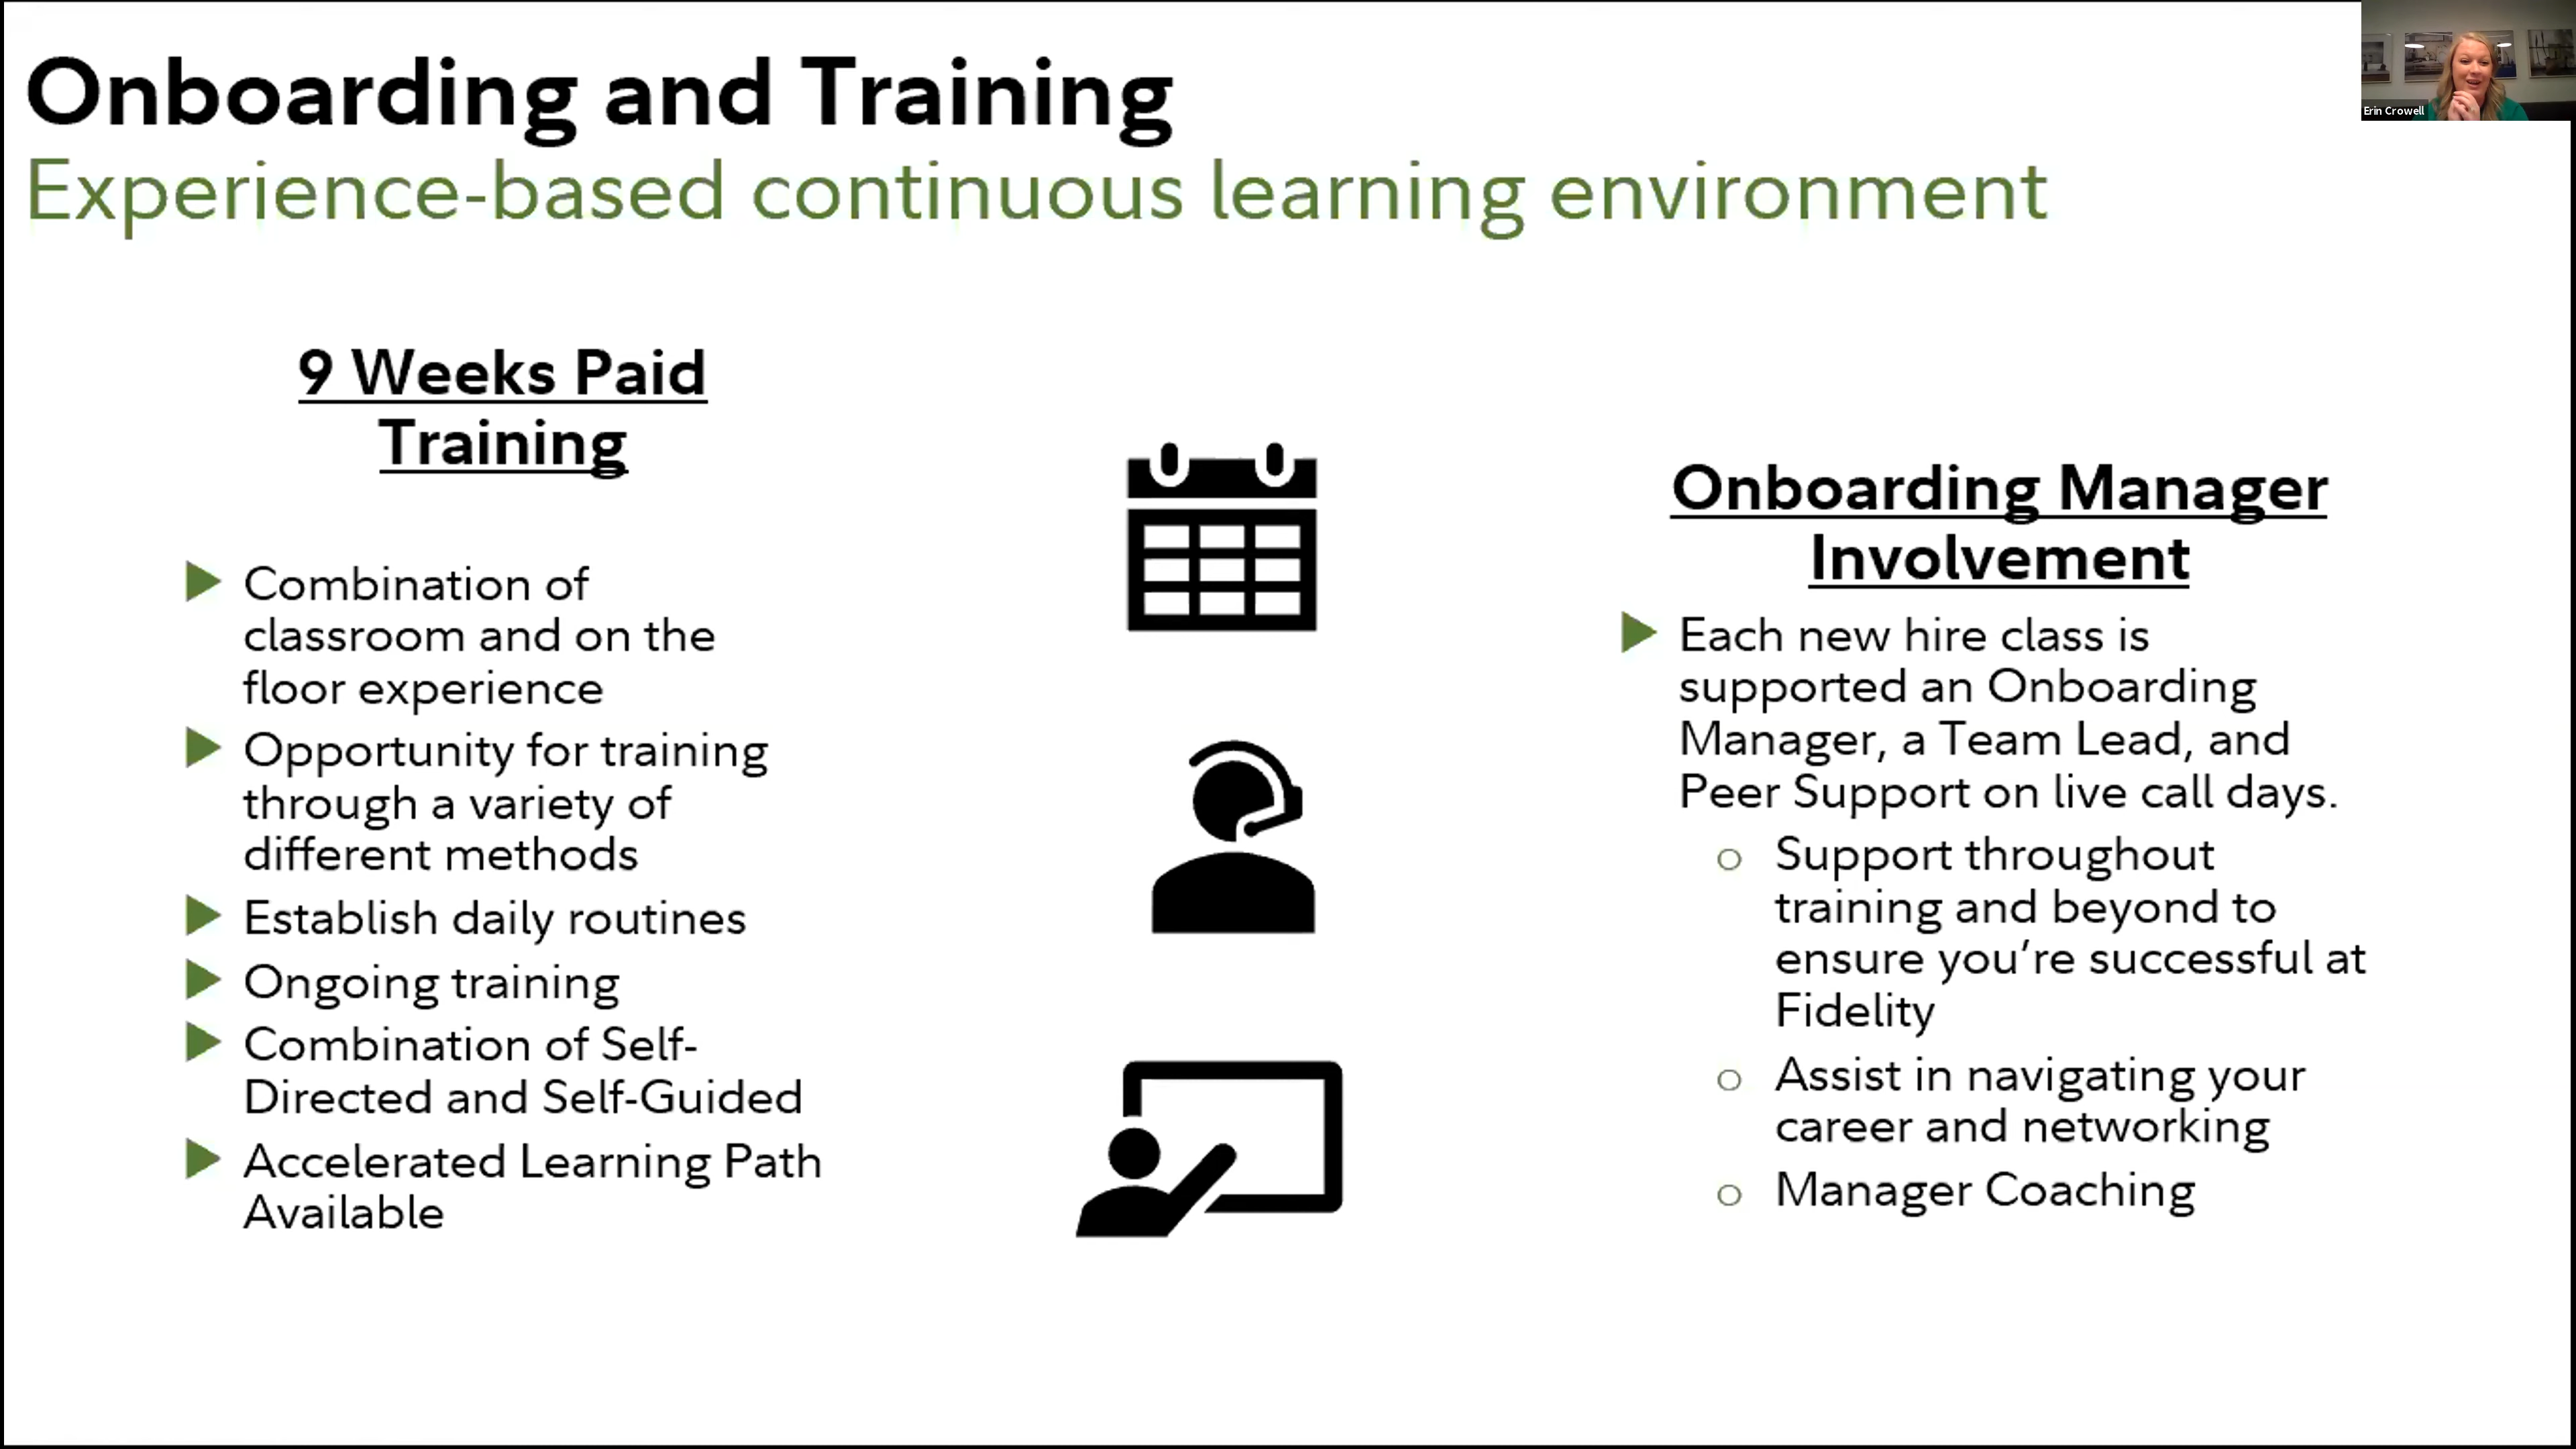 Onboarding and Training
Experience-based continuous learning environment
Erin Crowell
9 Weeks Paid
Training
Combination of
classroom and on the
floor experience
Opportunity for training
through a variety of
different methods
Establish daily routines
Ongoing training
Combination of Self-
Directed and Self-Guided
Accelerated Learning Path
Available
Onboarding Manager
Involvement
Each new hire class is
supported an Onboarding
Manager, a Team Lead, and
Peer Support on live call days.
Support throughout
training and beyond to
ensure you’re successful at
Fidelity
Assist in navigating your
career and networking
Manager Coaching